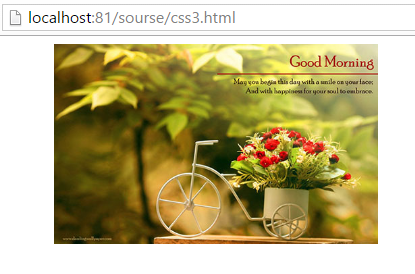 localhost:81/sourse/css3.html
Good Morning
May you begin this day with a smile on your face,
And with happiness for your soul to embrace.